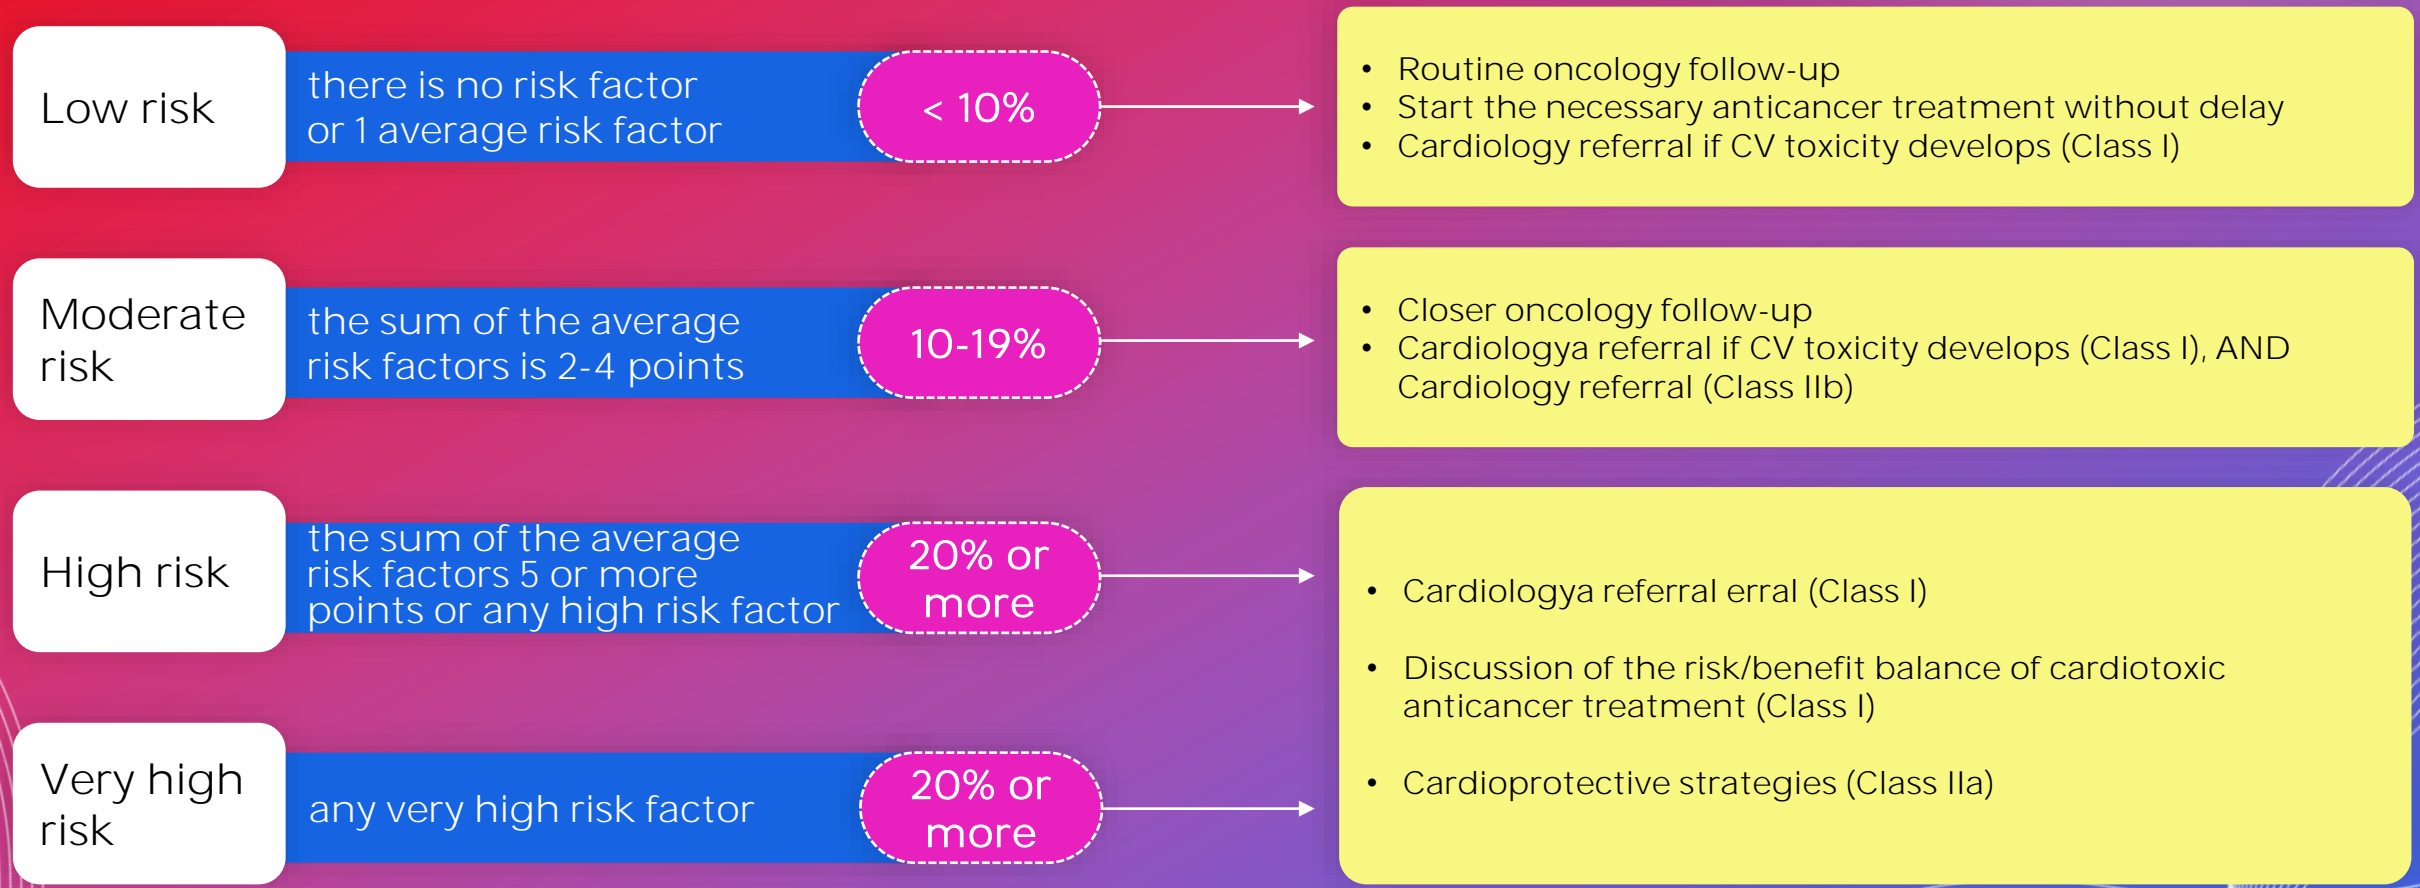 Low risk
there is no risk factor
or 1 average risk factor
< 10%
• Routine oncology follow-up
• Start the necessary anticancer treatment without delay
• Cardiology referral if CV toxicity develops (Class I)
Moderate
risk
the sum of the average
risk factors is 2-4 points
10-19%
• Closer oncology follow-up
• Cardiologya referral if CV toxicity develops (Class I), AND
Cardiology referral (Class IIb)
High risk
the sum of the average
risk factors 5 or more
points or any high risk factor
20% or
more
Very high
risk
any very high risk factor
20% or
more
• Cardiologya referral erral (Class I)
• Discussion of the risk/benefit balance of cardiotoxic
anticancer treatment (Class I)
• Cardioprotective strategies (Class IIa)